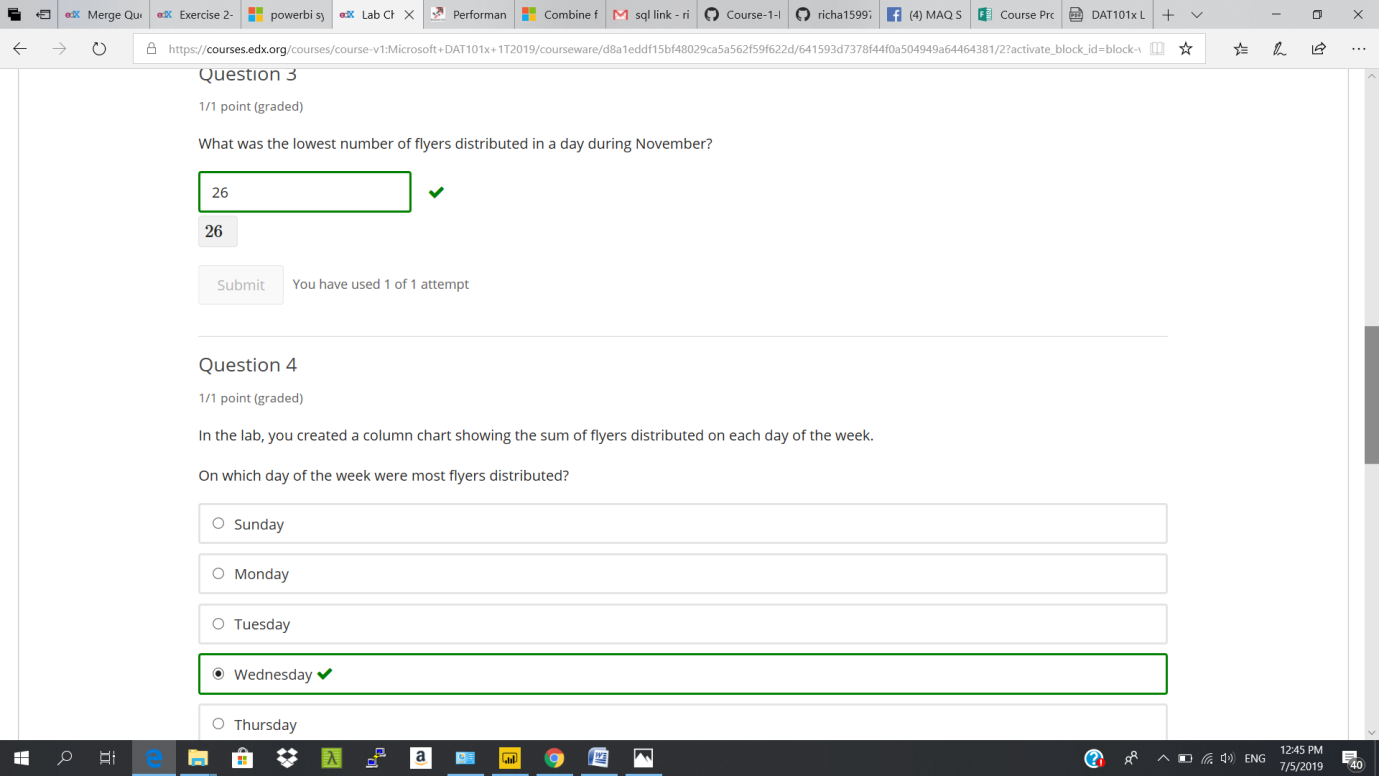 edX Merge Que
edX Exercise 2-
powerbi sy
edX Lab Ch
Performan
Combine f
sql link - ri
Course-1-I
richa15997
(4) MAQ S
Course Pro
DAT101x L
https://courses.edx.org/courses/course-v1:Microsoft+DAT101x+1T2019/courseware/d8a1eddf15bf48029ca5a562f59f622d/641593d7378f44f0a504949a64464381/2?activate_block_id=block-v
Question 3
1/1 point (graded)
What was the lowest number of flyers distributed in a day during November?
26
26
Submit You have used 1 of 1 attempt
Question 4
1/1 point (graded)
In the lab, you created a column chart showing the sum of flyers distributed on each day of the week.
On which day of the week were most flyers distributed?
Sunday
Monday
Tuesday
Wednesday
Thursday
ENG
12:45 PM
7/5/2019
40